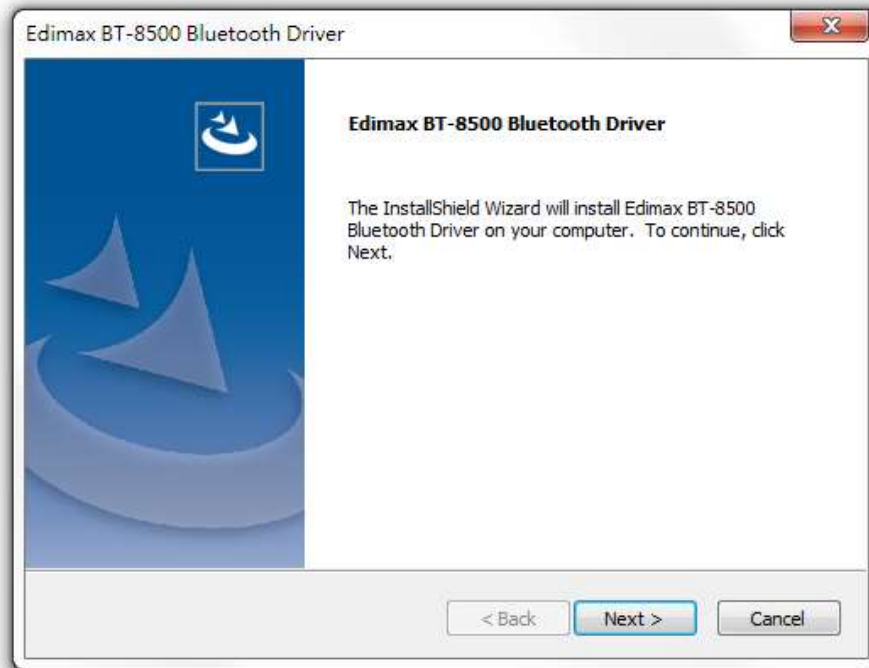 Edimax BT-8500 Bluetooth Driver
Edimax BT-8500 Bluetooth Driver
The InstallShield Wizard will install Edimax BT-8500
Bluetooth Driver on your computer.  To continue, click
Next.
< Back
Next >
Cancel